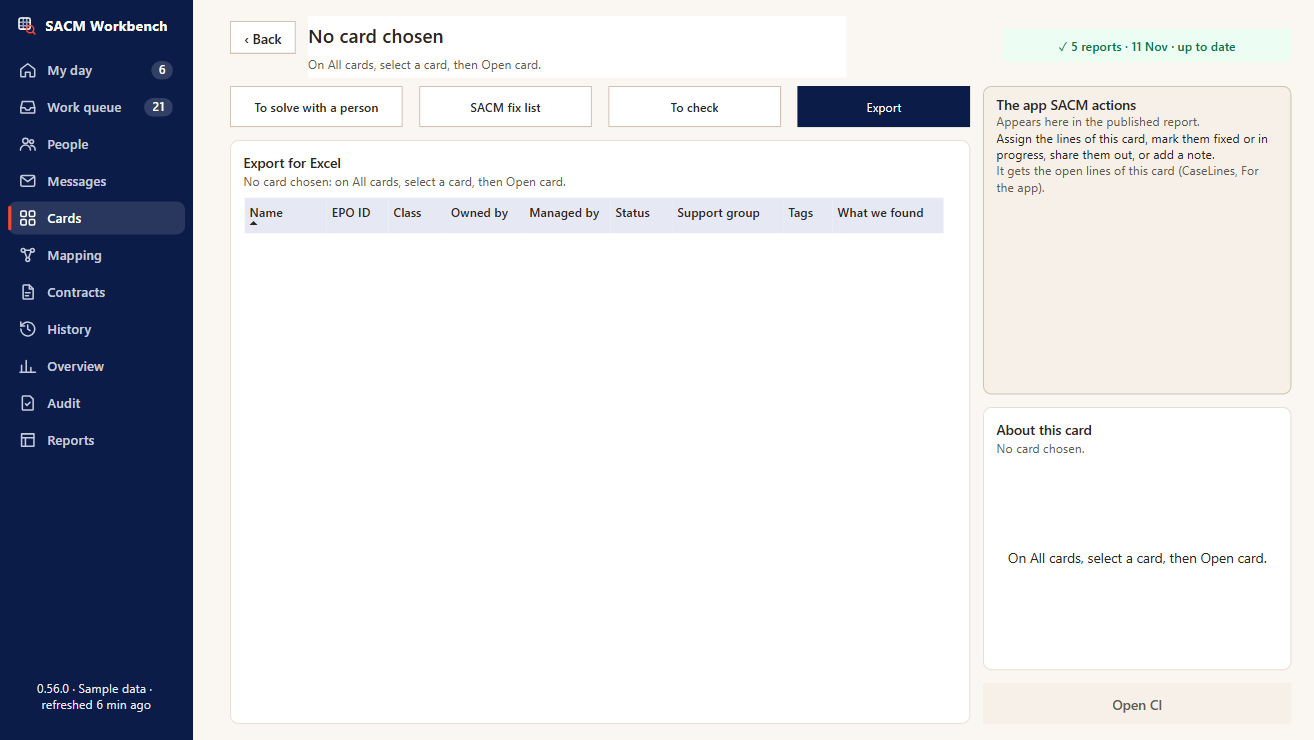 SACM Workbench
My day 6
Work queue 21
People
Messages
Cards
Mapping
Contracts
History
Overview
Audit
Reports
0.56.0 · Sample data ·
refreshed 6 min ago
‹ Back
No card chosen
On All cards, select a card, then Open card.
✓ 5 reports · 11 Nov · up to date
To solve with a person
SACM fix list
To check
Export
Export for Excel
No card chosen: on All cards, select a card, then Open card.
Name EPO ID Class Owned by Managed by Status Support group Tags What we found
The app SACM actions
Appears here in the published report.
Assign the lines of this card, mark them fixed or in
progress, share them out, or add a note.
It gets the open lines of this card (CaseLines, For
the app).
About this card
No card chosen.
On All cards, select a card, then Open card.
Open CI